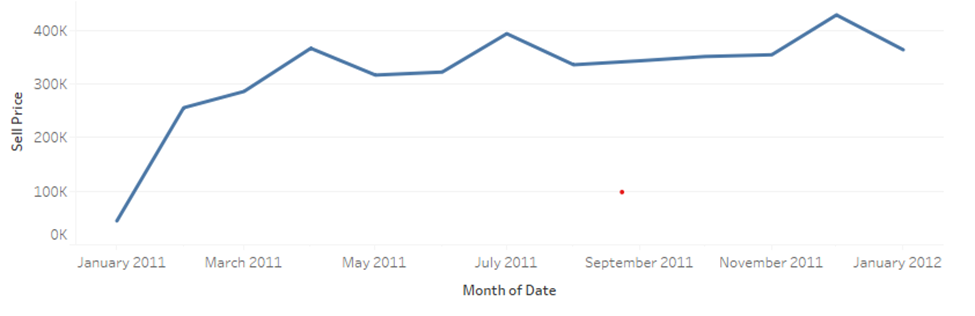 400K
300K
200K
100K
0K
Sell Price
January 2011 March 2011 May 2011 July 2011 September 2011 November 2011 January 2012
Month of Date